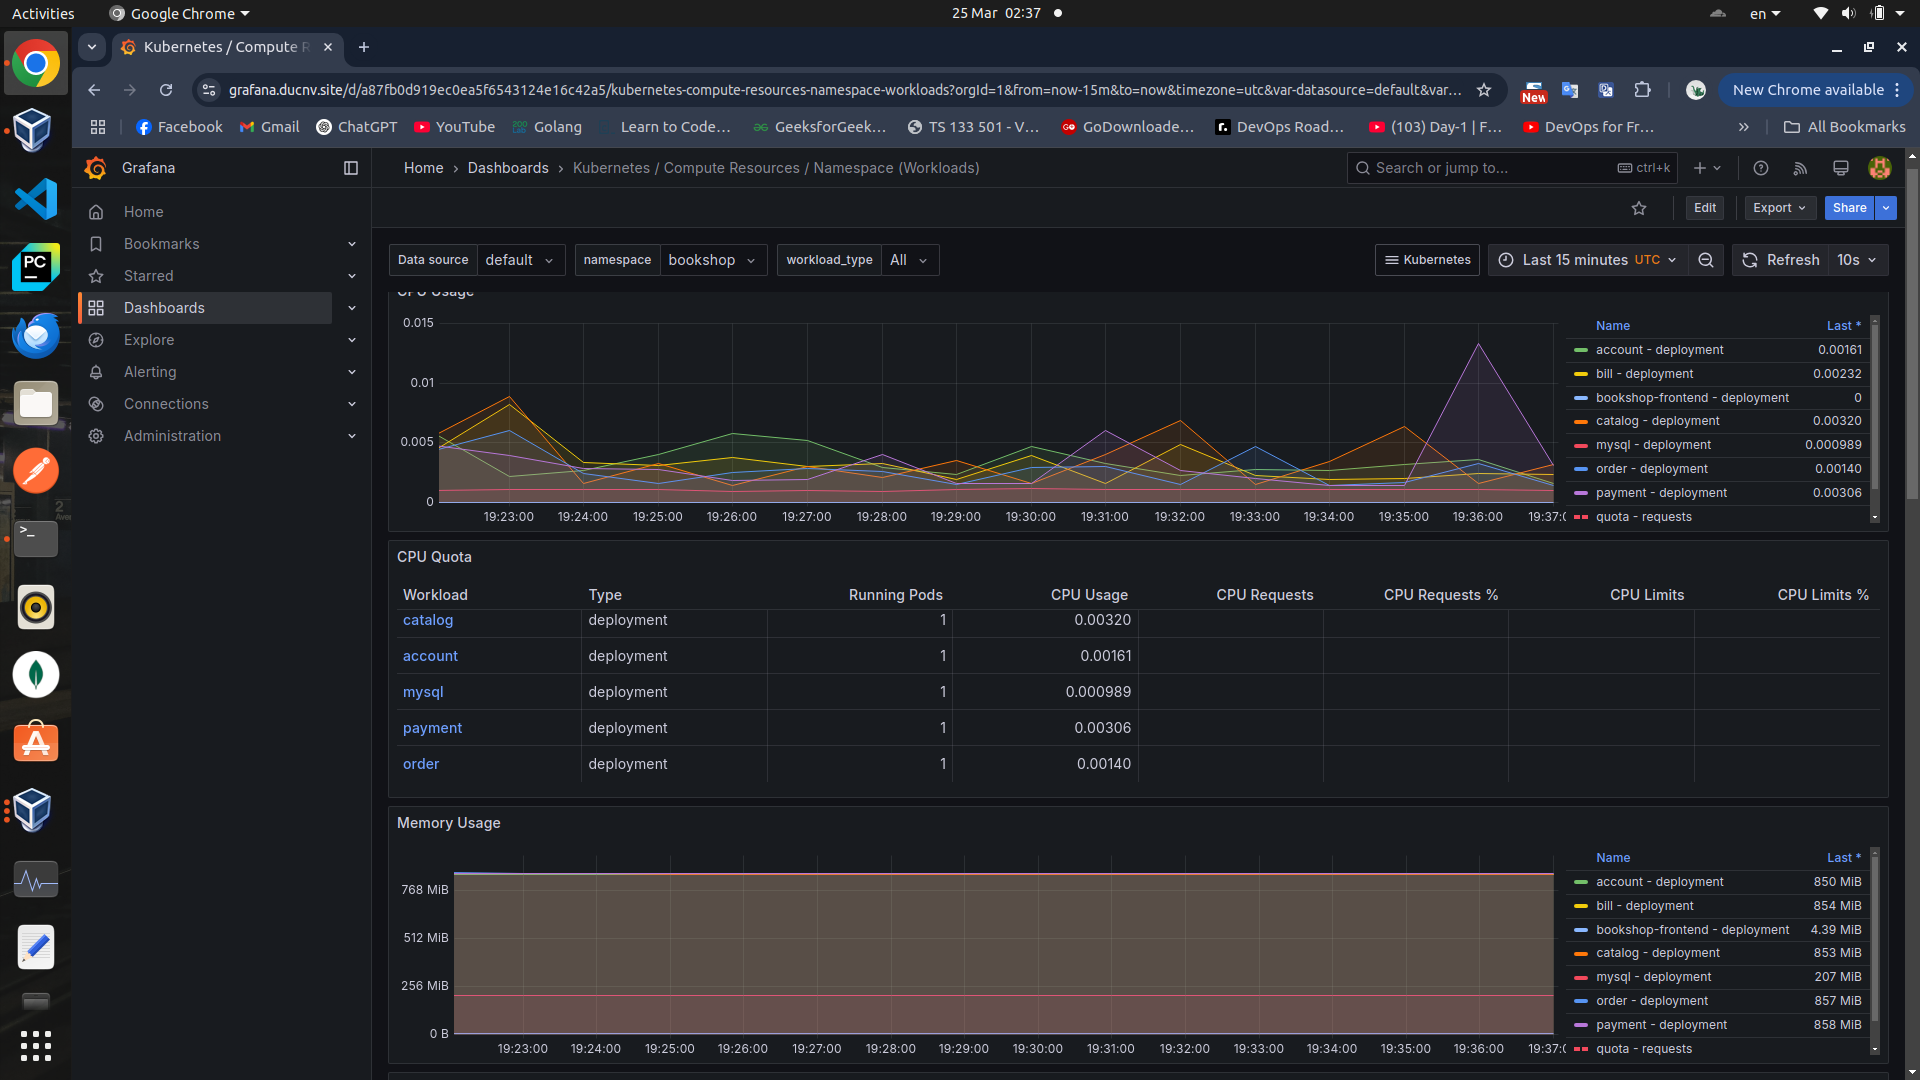 Activities
Google Chrome
25 Mar 02:37
en
Kubernetes / Compute R
grafana.ducnv.site/d/a87fb0d919ec0ea5f6543124e16c42a5/kubernetes-compute-resources-namespace-workloads?orgId=1&from=now-15m&to=now&timezone=utc&var-datasource=default&var...
New
New Chrome available
Facebook
Gmail
ChatGPT
YouTube
Golang
Learn to Code...
GeeksforGeek...
TS 133 501 - V...
GoDownloade...
DevOps Road...
(103) Day-1 | F...
DevOps for Fr...
All Bookmarks
Grafana
Home › Dashboards › Kubernetes / Compute Resources / Namespace (Workloads)
Search or jump to...
ctrl+k
Home
Bookmarks
Starred
Dashboards
Explore
Alerting
Connections
Administration
Edit
Export
Share
Data source default
namespace bookshop
workload_type All
Kubernetes
Last 15 minutes UTC
Refresh 10s
CPU Usage
0.015
0.01
0.005
0
19:23:00 19:24:00 19:25:00 19:26:00 19:27:00 19:28:00 19:29:00 19:30:00 19:31:00 19:32:00 19:33:00 19:34:00 19:35:00 19:36:00 19:37:0
Name Last *
account - deployment 0.00161
bill - deployment 0.00232
bookshop-frontend - deployment 0
catalog - deployment 0.00320
mysql - deployment 0.000989
order - deployment 0.00140
payment - deployment 0.00306
quota - requests
CPU Quota
Workload Type Running Pods CPU Usage CPU Requests CPU Requests % CPU Limits CPU Limits %
catalog deployment 1 0.00320
account deployment 1 0.00161
mysql deployment 1 0.000989
payment deployment 1 0.00306
order deployment 1 0.00140
Memory Usage
768 MiB
512 MiB
256 MiB
0 B
19:23:00 19:24:00 19:25:00 19:26:00 19:27:00 19:28:00 19:29:00 19:30:00 19:31:00 19:32:00 19:33:00 19:34:00 19:35:00 19:36:00 19:37:0
Name Last *
account - deployment 850 MiB
bill - deployment 854 MiB
bookshop-frontend - deployment 4.39 MiB
catalog - deployment 853 MiB
mysql - deployment 207 MiB
order - deployment 857 MiB
payment - deployment 858 MiB
quota - requests
PC